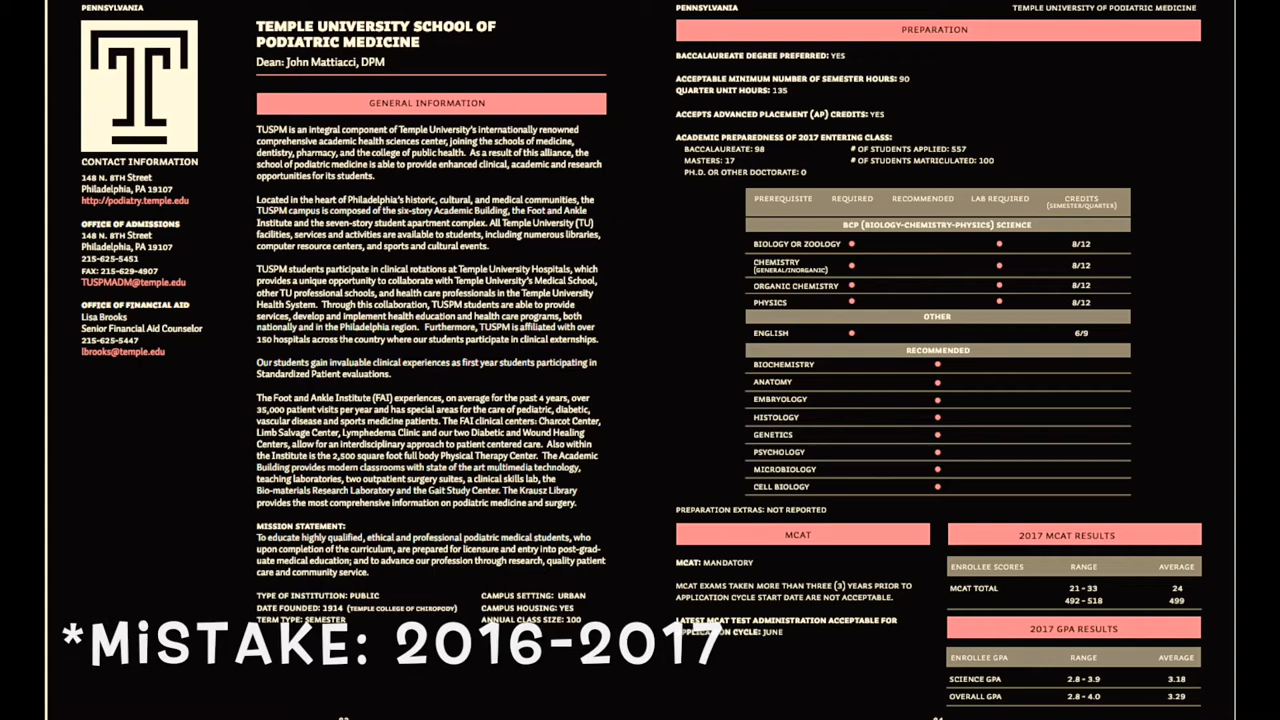 PENNSYLVANIA
CONTACT INFORMATION
148 N. 8TH Street
Philadelphia, PA 19107
http://podiatry.temple.edu
OFFICE OF ADMISSIONS
148 N. 8TH Street
Philadelphia, PA 19107
215-625-5451
FAX: 215-629-4907
TUSPMADM@temple.edu
OFFICE OF FINANCIAL AID
Lisa Brooks
Senior Financial Aid Counselor
215-625-5447
lbrooks@temple.edu
TEMPLE UNIVERSITY SCHOOL OF
PODIATRIC MEDICINE
Dean: John Mattiacci, DPM
GENERAL INFORMATION
TUSPM is an integral component of Temple University's internationally renowned
comprehensive academic health sciences center, joining the schools of medicine,
dentistry, pharmacy, and the college of public health. As a result of this alliance, the
school of podiatric medicine is able to provide enhanced clinical, academic and research
opportunities for its students.
Located in the heart of Philadelphia's historic, cultural, and medical communities, the
TUSPM campus is composed of the six-story Academic Building, the Foot and Ankle
Institute and the seven-story student apartment complex. All Temple University (TU)
facilities, services and activities are available to students, including numerous libraries,
computer resource centers, and sports and cultural events.
TUSPM students participate in clinical rotations at Temple University Hospitals, which
provides a unique opportunity to collaborate with Temple University's Medical School,
other TU professional schools, and health care professionals in the Temple University
Health System. Through this collaboration, TUSPM students are able to provide
services, develop and implement health education and health care programs, both
nationally and in the Philadelphia region. Furthermore, TUSPM is affiliated with over
150 hospitals across the country where our students participate in clinical externships.
Our students gain invaluable clinical experiences as first year students participating in
Standardized Patient evaluations.
The Foot and Ankle Institute (FAI) experiences, on average for the past 4 years, over
35,000 patient visits per year and has special areas for the care of pediatric, diabetic,
vascular disease and sports medicine patients. The FAI clinical centers: Charcot Center,
Limb Salvage Center, Lymphedema Clinic and our two Diabetic and Wound Healing
Centers, allow for an interdisciplinary approach to patient centered care. Also within
the Institute is the 2,500 square foot full body Physical Therapy Center. The Academic
Building provides modern classrooms with state of the art multimedia technology,
teaching laboratories, two outpatient surgery suites, a clinical skills lab, the
Bio-materials Research Laboratory and the Gait Study Center. The Krausz Library
provides the most comprehensive information on podiatric medicine and surgery.
MISSION STATEMENT:
To educate highly qualified, ethical and professional podiatric medical students, who
upon completion of the curriculum, are prepared for licensure and entry into post-grad-
uate medical education; and to advance our profession through research, quality patient
care and community service.
TYPE OF INSTITUTION: PUBLIC CAMPUS SETTING: URBAN
DATE FOUNDED: 1914 (TEMPLE COLLEGE OF CHIROPODY) CAMPUS HOUSING: YES
TERM TYPE: SEMESTER ANNUAL CLASS SIZE: 100
*MiSTAKE: 2016-2017
PENNSYLVANIA TEMPLE UNIVERSITY OF PODIATRIC MEDICINE
PREPARATION
BACCALAUREATE DEGREE PREFERRED: YES
ACCEPTABLE MINIMUM NUMBER OF SEMESTER HOURS: 90
QUARTER UNIT HOURS: 135
ACCEPTS ADVANCED PLACEMENT (AP) CREDITS: YES
ACADEMIC PREPAREDNESS OF 2017 ENTERING CLASS:
BACCALAUREATE: 98 # OF STUDENTS APPLIED: 557
MASTERS: 17 # OF STUDENTS MATRICULATED: 100
PH.D. OR OTHER DOCTORATE: 0
PREREQUISITE REQUIRED RECOMMENDED LAB REQUIRED CREDITS
(SEMESTER/QUARTER)
BCP (BIOLOGY-CHEMISTRY-PHYSICS) SCIENCE
BIOLOGY OR ZOOLOGY 8/12
CHEMISTRY
(GENERAL/INORGANIC) 8/12
ORGANIC CHEMISTRY 8/12
PHYSICS 8/12
OTHER
ENGLISH 6/9
RECOMMENDED
BIOCHEMISTRY
ANATOMY
EMBRYOLOGY
HISTOLOGY
GENETICS
PSYCHOLOGY
MICROBIOLOGY
CELL BIOLOGY
PREPARATION EXTRAS: NOT REPORTED
MCAT
MCAT: MANDATORY
MCAT EXAMS TAKEN MORE THAN THREE (3) YEARS PRIOR TO
APPLICATION CYCLE START DATE ARE NOT ACCEPTABLE.
LATEST MCAT TEST ADMINISTRATION ACCEPTABLE FOR
APPLICATION CYCLE: JUNE
2017 MCAT RESULTS
ENROLLEE SCORES RANGE AVERAGE
MCAT TOTAL 21 - 33 24
492 - 518 499
2017 GPA RESULTS
ENROLLEE GPA RANGE AVERAGE
SCIENCE GPA 2.8 - 3.9 3.18
OVERALL GPA 2.8 - 4.0 3.29